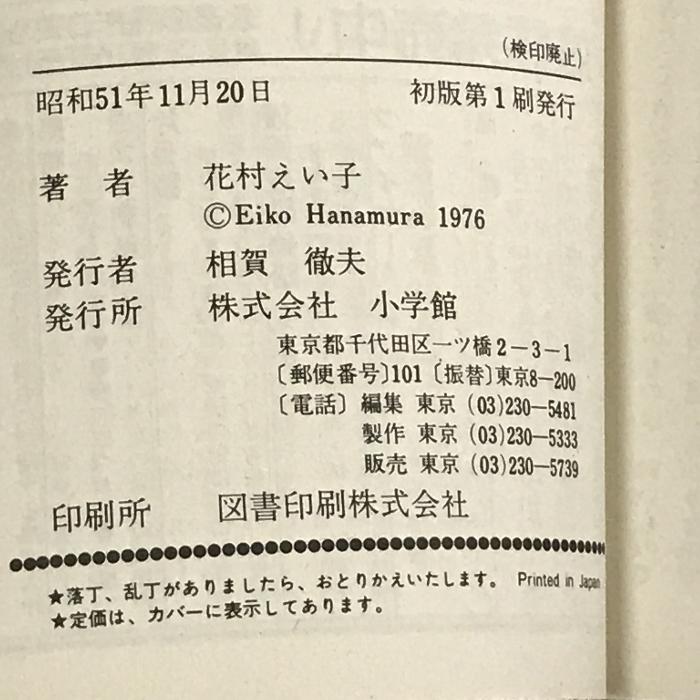 (検印廃止)
昭和51年11月20日 初版第1刷発行
著 者 花村えい子
©Eiko Hanamura 1976
発行者 相賀 徹夫
発行所 株式会社 小学館
東京都千代田区一ツ橋2-3-1
〔郵便番号〕101〔振替〕東京8-200
〔電話〕編集 東京 (03)230-5481
製作 東京 (03)230-5333
販売 東京 (03)230-5739
印刷所 図書印刷株式会社
★落丁、乱丁がありましたら、おとりかえいたします。 Printed in Japan
★定価は、カバーに表示してあります。